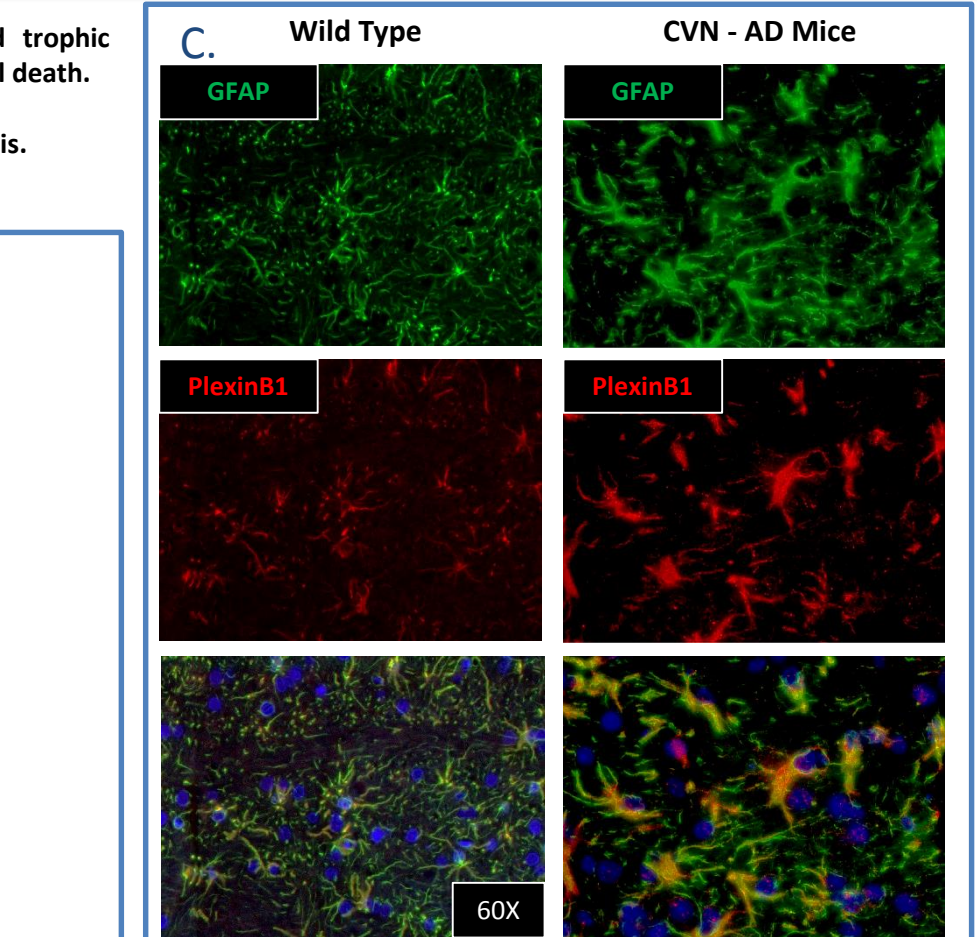 d trophic
l death.
is.
C.
Wild Type
CVN - AD Mice
GFAP
GFAP
PlexinB1
PlexinB1
60X